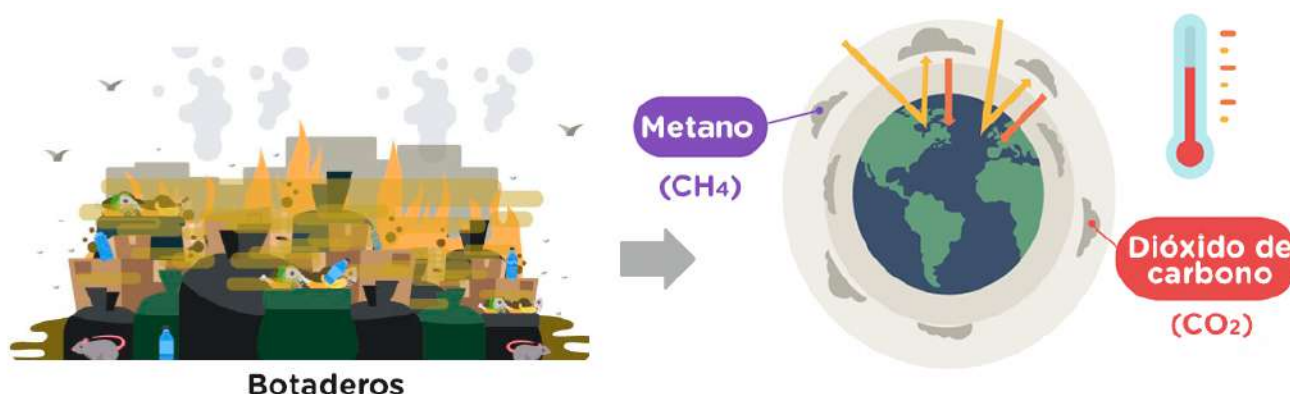 Botaderos
Metano
(CH4)
Dióxido de
carbono
(CO2)